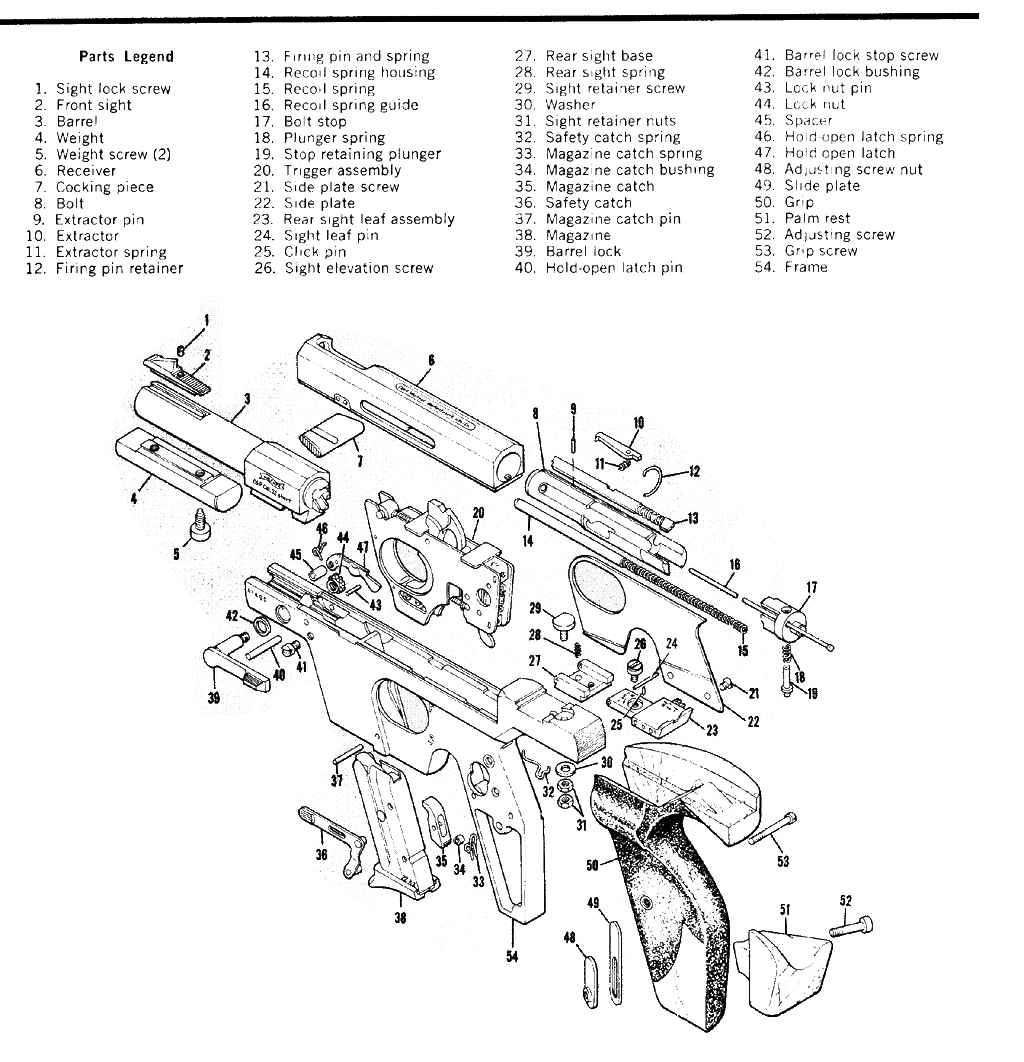 Parts Legend
1. Sight lock screw
2. Front sight
3. Barrel
4. Weight
5. Weight screw (2)
6. Receiver
7. Cocking piece
8. Bolt
9. Extractor pin
10. Extractor
11. Extractor spring
12. Firing pin retainer
13. Firing pin and spring
14. Recoil spring housing
15. Recoil spring
16. Recoil spring guide
17. Bolt stop
18. Plunger spring
19. Stop retaining plunger
20. Trigger assembly
21. Side plate screw
22. Side plate
23. Rear sight leaf assembly
24. Sight leaf pin
25. Click pin
26. Sight elevation screw
27. Rear sight base
28. Rear sight spring
29. Sight retainer screw
30. Washer
31. Sight retainer nuts
32. Safety catch spring
33. Magazine catch spring
34. Magazine catch bushing
35. Magazine catch
36. Safety catch
37. Magazine catch pin
38. Magazine
39. Barrel lock
40. Hold-open latch pin
41. Barrel lock stop screw
42. Barrel lock bushing
43. Lock nut pin
44. Lock nut
45. Spacer
46. Hold open latch spring
47. Hold open latch
48. Adjusting screw nut
49. Slide plate
50. Grip
51. Palm rest
52. Adjusting screw
53. Grip screw
54. Frame
1
2
3
4
5
6
7
8
9
10
11
12
13
14
15
16
17
18
19
20
21
22
23
24
25
26
27
28
29
30
31
32
33
34
35
36
37
38
39
40
41
42
43
44
45
46
47
48
49
50
51
52
53
54